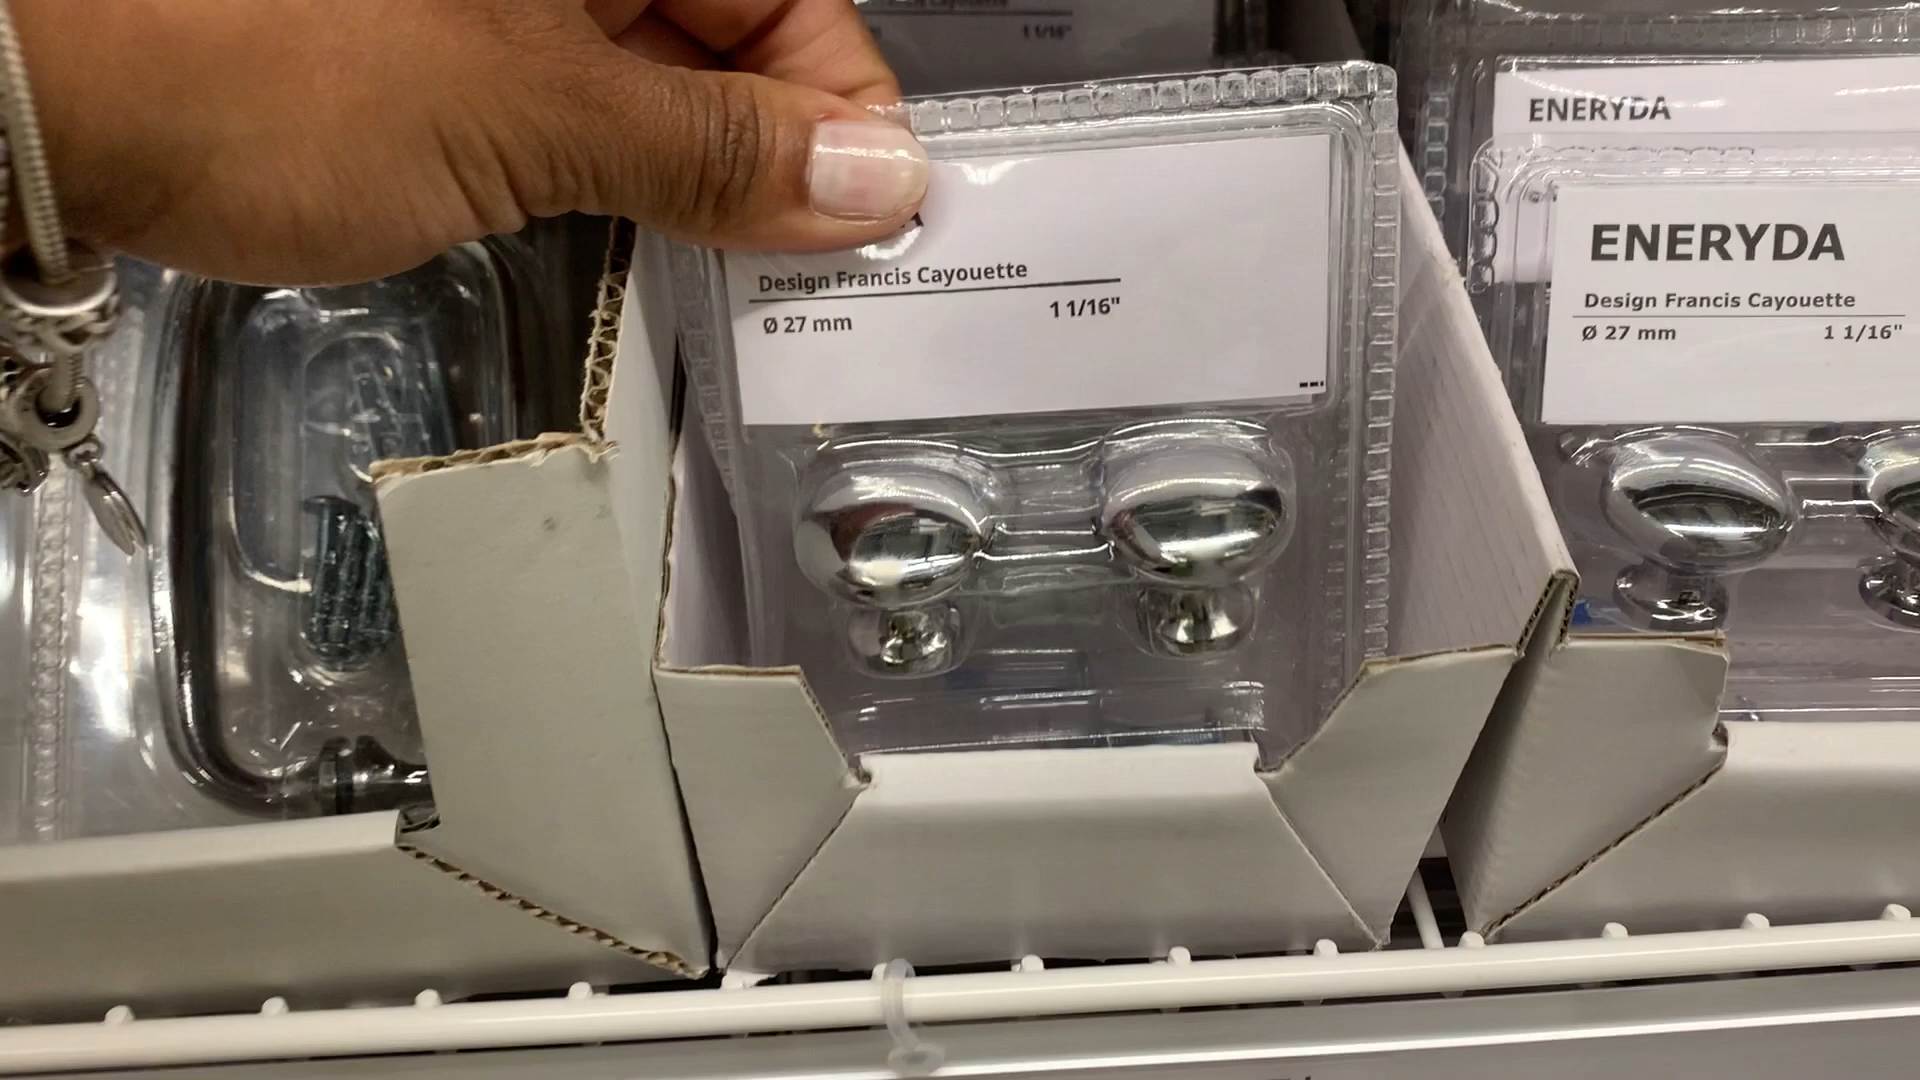 1 1/16"
ENERYDA
Design Francis Cayouette
Ø 27 mm 1 1/16"
ENERYDA
Design Francis Cayouette
Ø 27 mm 1 1/16"